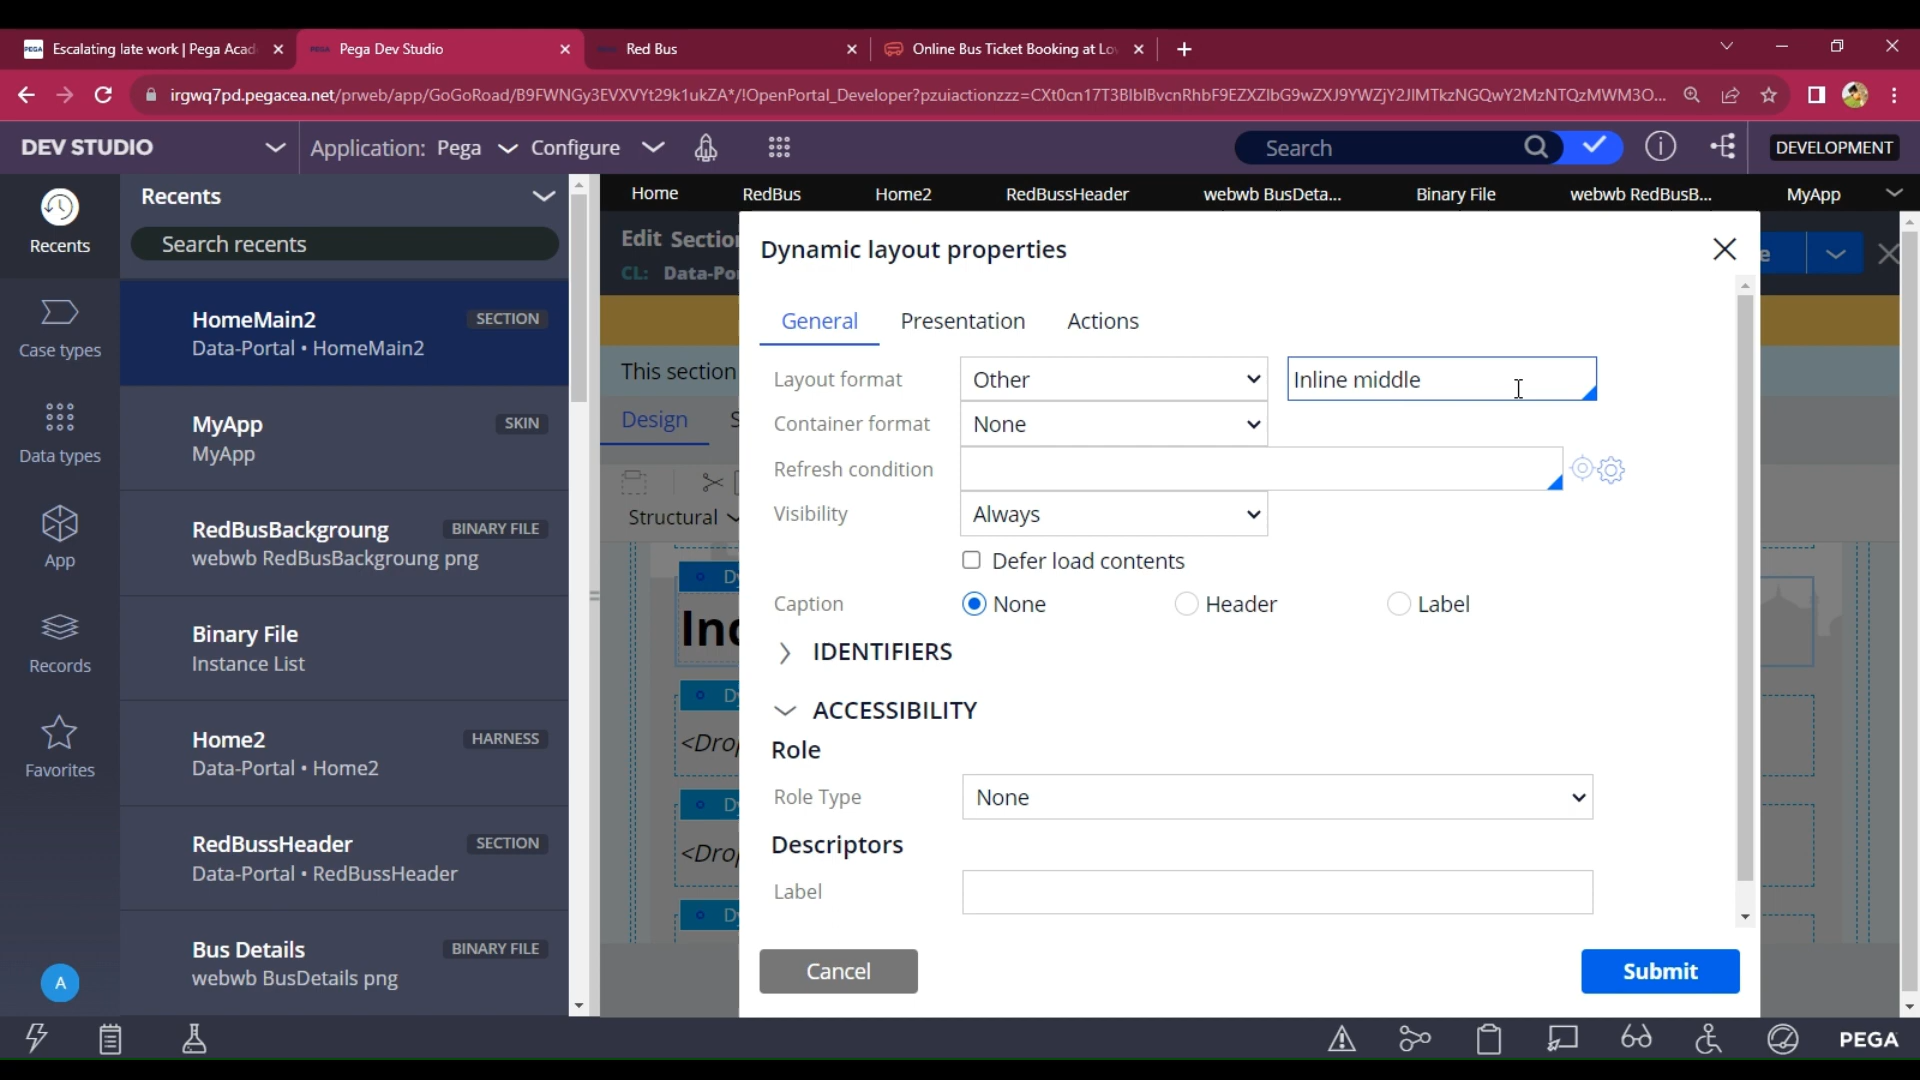 Escalating late work | Pega Acad
Pega Dev Studio
Red Bus
Online Bus Ticket Booking at Lo
irgwq7pd.pegacea.net/prweb/app/GoGoRoad/B9FWNGy3EVXVYt29k1ukZA*/!OpenPortal_Developer?pzuiactionzzz=CXt0cn17T3BlblBvcnRhbF9EZXZlbG9wZXJ9YWZjY2JlMTkzNGQwY2MzNTQzMWM3O...
DEV STUDIO
Application: Pega
Configure
Search
DEVELOPMENT
Recents
Case types
Data types
App
Records
Favorites
A
Recents
Search recents
HomeMain2
SECTION
Data-Portal • HomeMain2
MyApp
SKIN
MyApp
RedBusBackgroung
BINARY FILE
webwb RedBusBackgroung png
Binary File
Instance List
Home2
HARNESS
Data-Portal • Home2
RedBussHeader
SECTION
Data-Portal • RedBussHeader
Bus Details
BINARY FILE
webwb BusDetails png
Home
RedBus
Home2
RedBussHeader
webwb BusDeta...
Binary File
webwb RedBusB...
MyApp
Edit Section
CL: Data-Po
This section
Design
Structural
<Drop
<Drop
Dynamic layout properties
General
Presentation
Actions
Layout format
Other
Inline middle
Container format
None
Refresh condition
Visibility
Always
Defer load contents
Caption
None
Header
Label
IDENTIFIERS
ACCESSIBILITY
Role
Role Type
None
Descriptors
Label
Cancel
Submit
PEGA